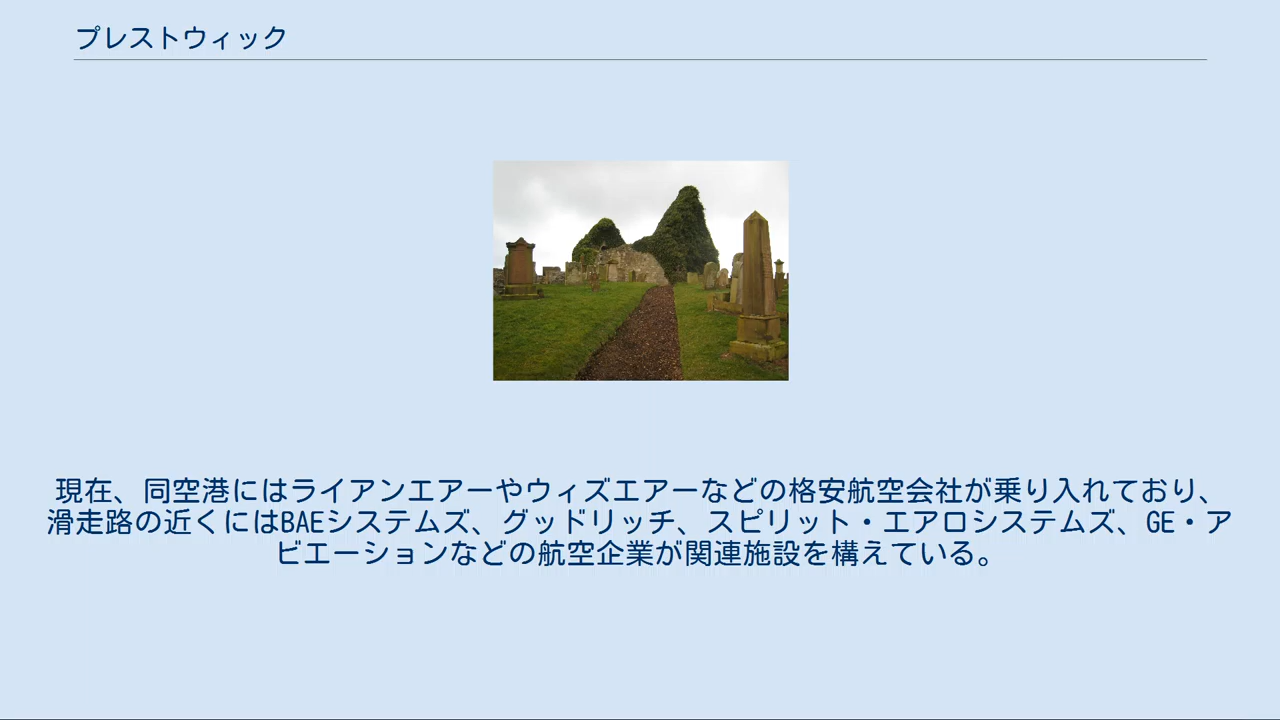 プレストウィック
現在、同空港にはライアンエアーやウィズエアーなどの格安航空会社が乗り入れており、
滑走路の近くにはBAEシステムズ、グッドリッチ、スピリット・エアロシステムズ、GE・ア
ビエーションなどの航空企業が関連施設を構えている。